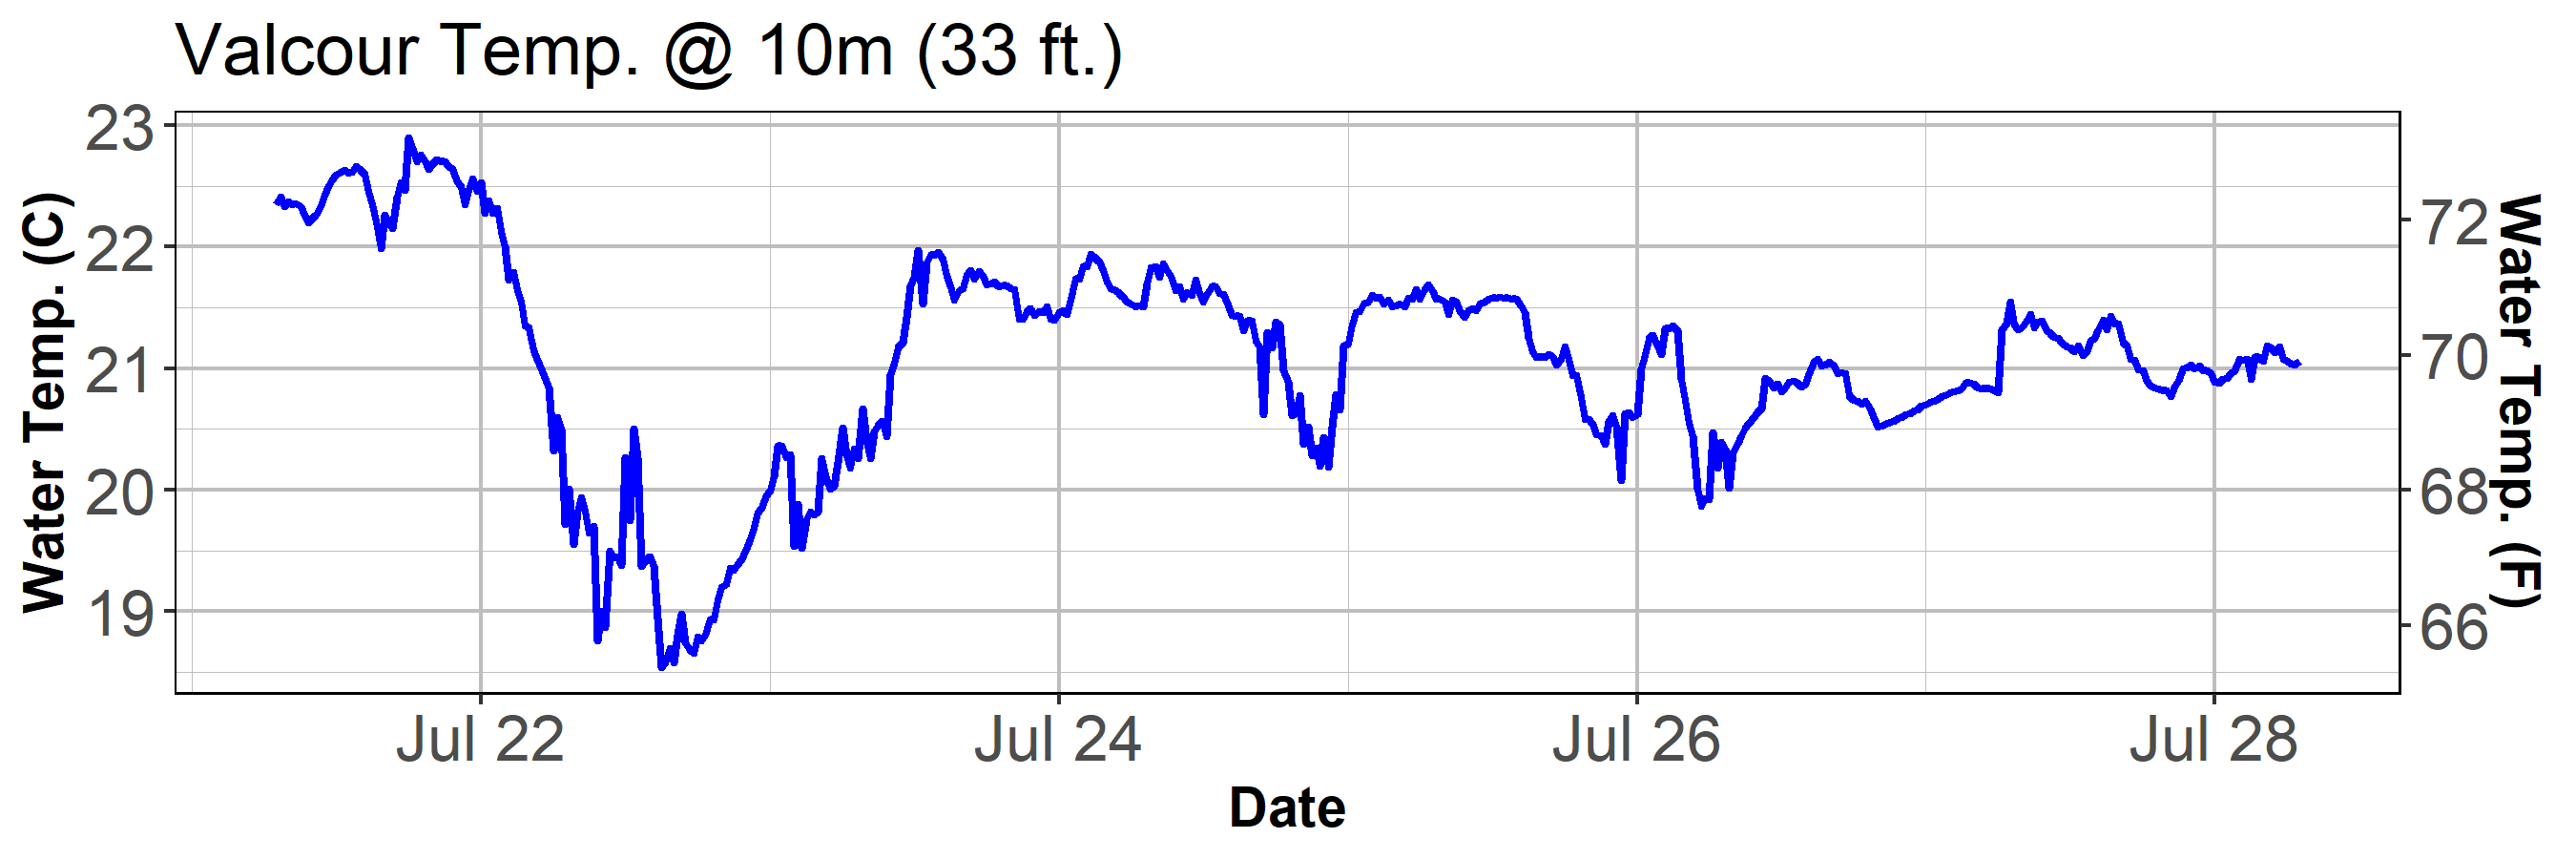 Valcour Temp. @ 10m (33 ft.)
Water Temp. (C)
23
22
21
20
19
72
70
68
66
Water Temp. (F)
Jul 22
Jul 24
Jul 26
Jul 28
Date